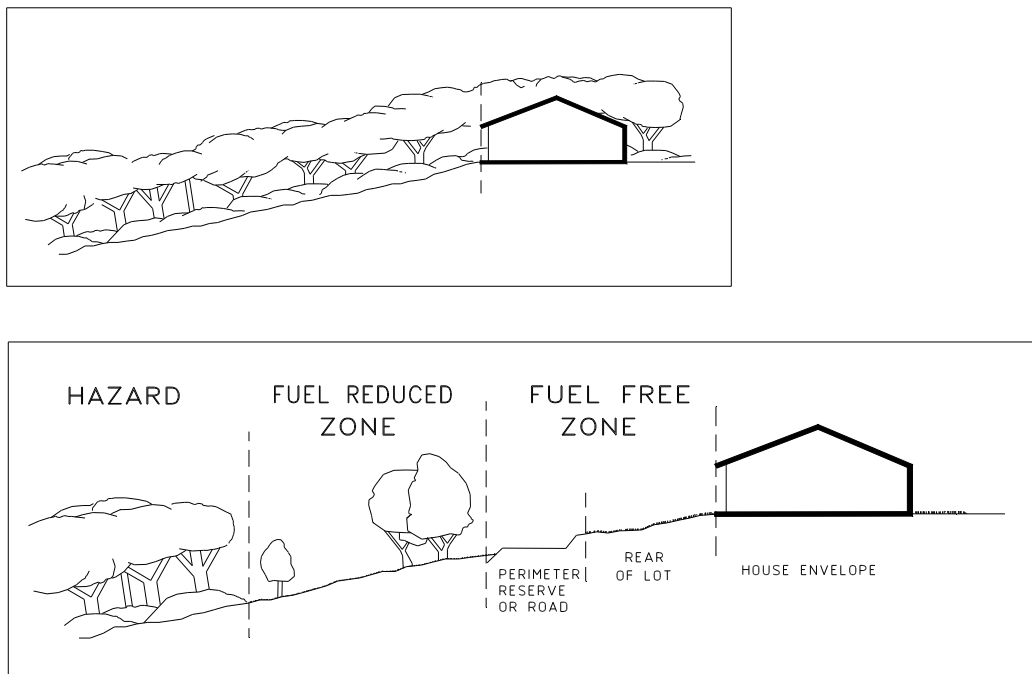 HAZARD
FUEL REDUCED
ZONE
FUEL FREE
ZONE
PERIMETER
RESERVE
OR ROAD
REAR
OF LOT
HOUSE ENVELOPE